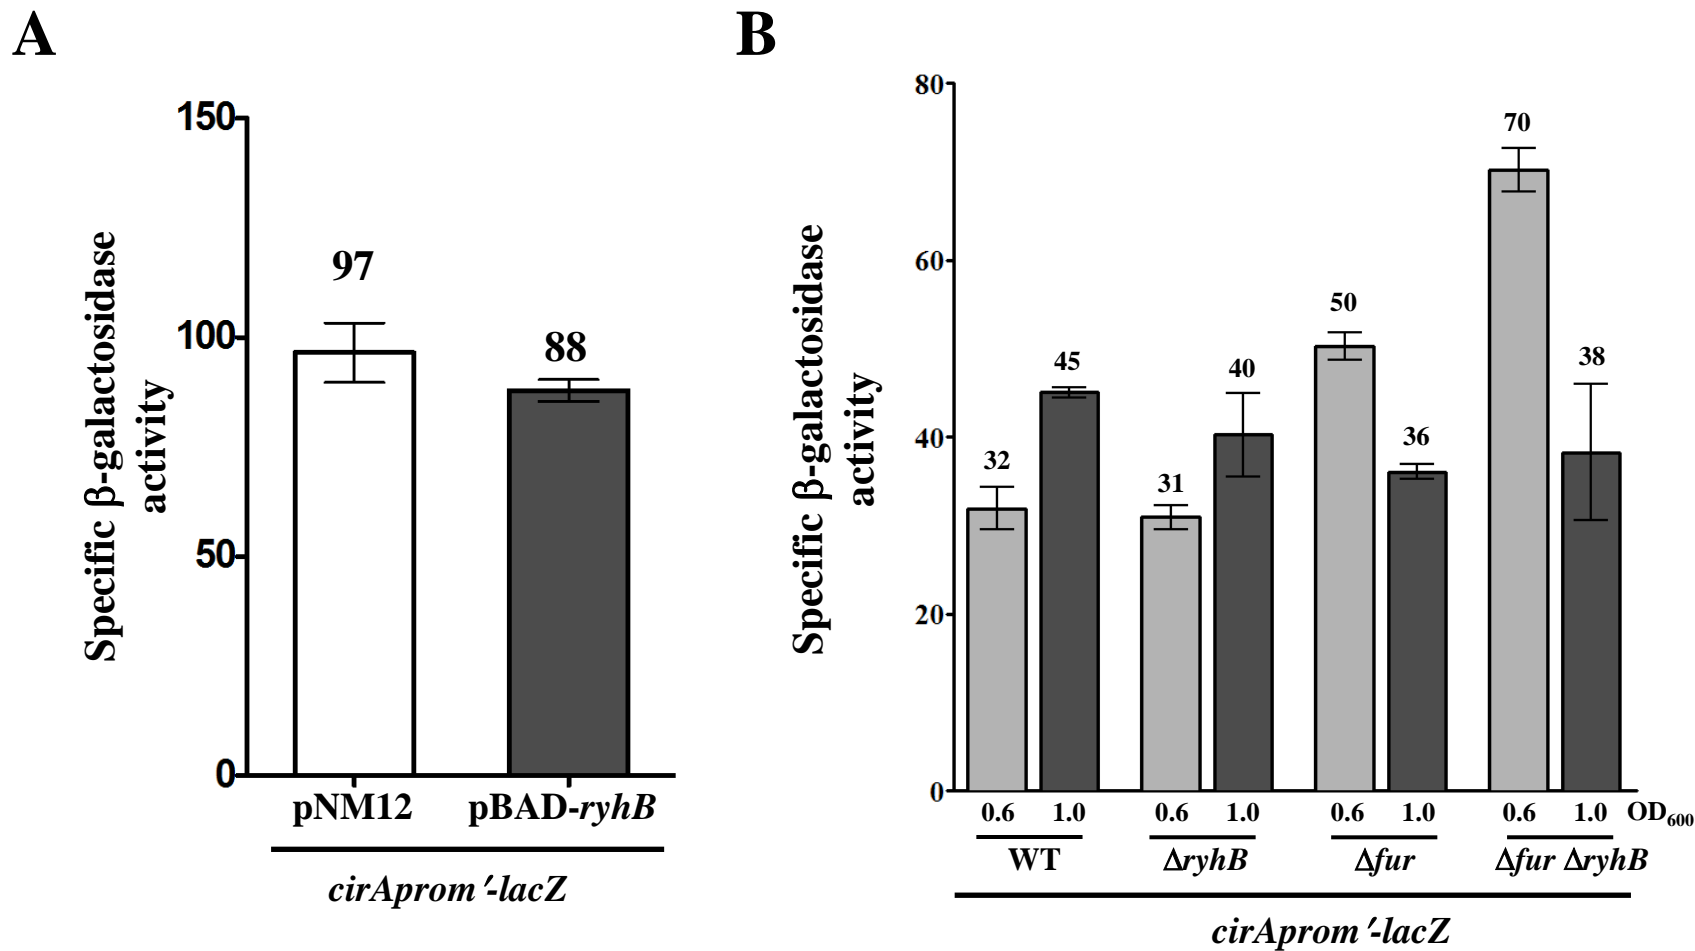 A
Specific β-galactosidase
activity
150
100
50
0
97
88
pNM12
pBAD-ryhB
cirAprom′-lacZ
B
Specific β-galactosidase
activity
80
60
40
20
0
32
45
31
40
50
36
70
38
0.6 1.0 0.6 1.0 0.6 1.0 0.6 1.0 OD600
WT ΔryhB Δfur Δfur ΔryhB
cirAprom′-lacZ